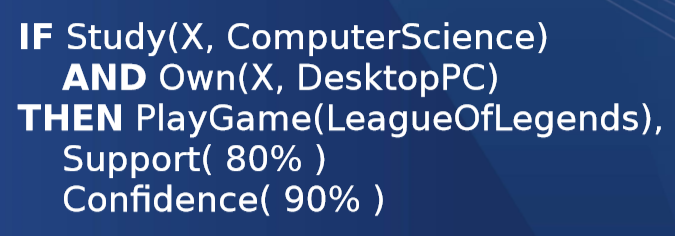 IF Study(X, ComputerScience)
AND Own(X, DesktopPC)
THEN PlayGame(LeagueOfLegends),
Support( 80% )
Confidence( 90% )